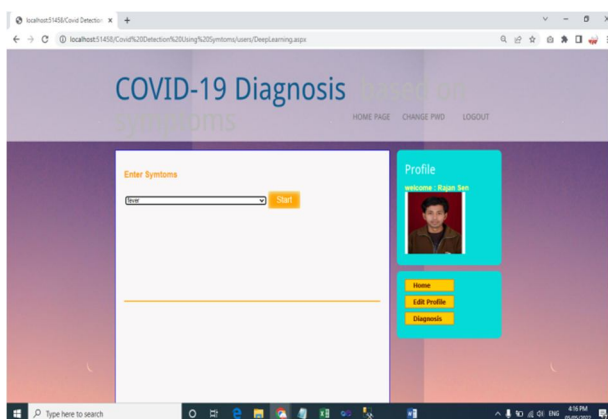 localhost:51458/Covid Detection
localhost:51458/Covid%20Detection%20Using%20Symtoms/users/DeepLearning.aspx
COVID-19 Diagnosis based on
symptoms
HOME PAGE CHANGE PWD LOGOUT
Enter Symtoms
fever
Start
Profile
welcome : Rajan Sen
Home
Edit Profile
Diagnosis
Type here to search
ENG
4:16 PM